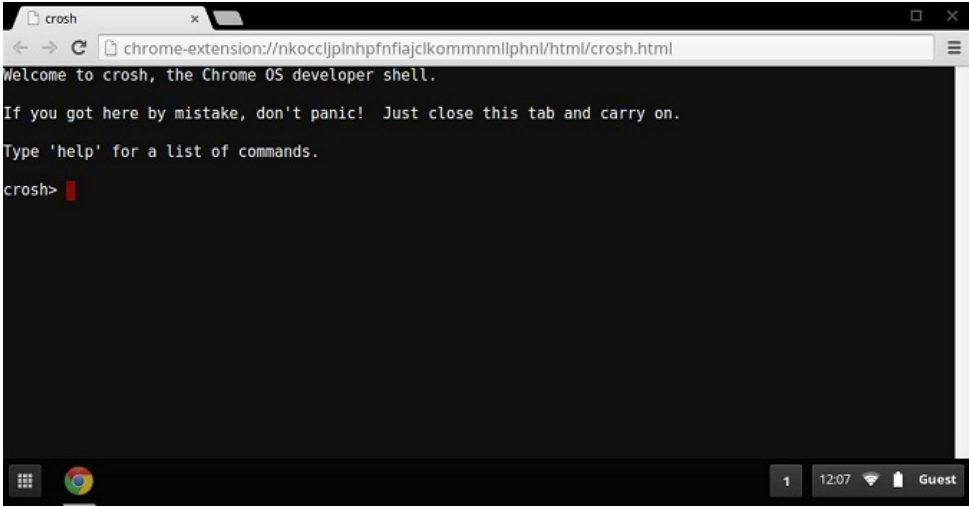 crosh
chrome-extension://nkoccljplnhpfnfiajclkommnmllphnl/html/crosh.html
Welcome to crosh, the Chrome OS developer shell.
If you got here by mistake, don't panic!  Just close this tab and carry on.
Type 'help' for a list of commands.
crosh>
1 12:07 Guest